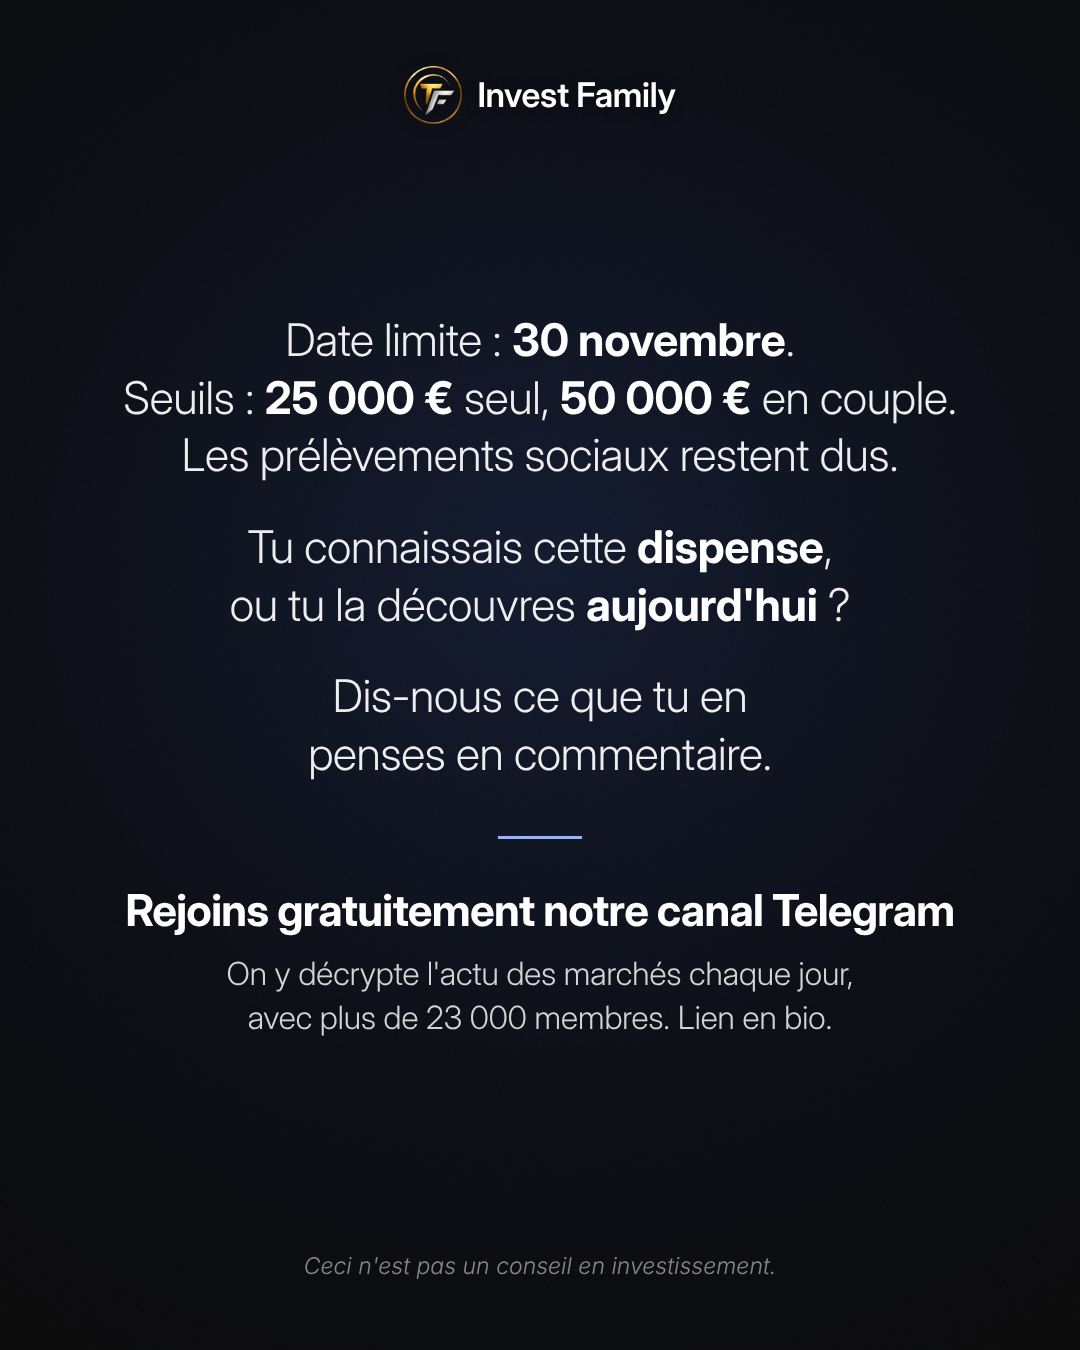 TF Invest Family
Date limite : 30 novembre.
Seuils : 25 000 € seul, 50 000 € en couple.
Les prélèvements sociaux restent dus.
Tu connaissais cette dispense,
ou tu la découvres aujourd'hui ?
Dis-nous ce que tu en
penses en commentaire.
Rejoins gratuitement notre canal Telegram
On y décrypte l'actu des marchés chaque jour,
avec plus de 23 000 membres. Lien en bio.
Ceci n'est pas un conseil en investissement.